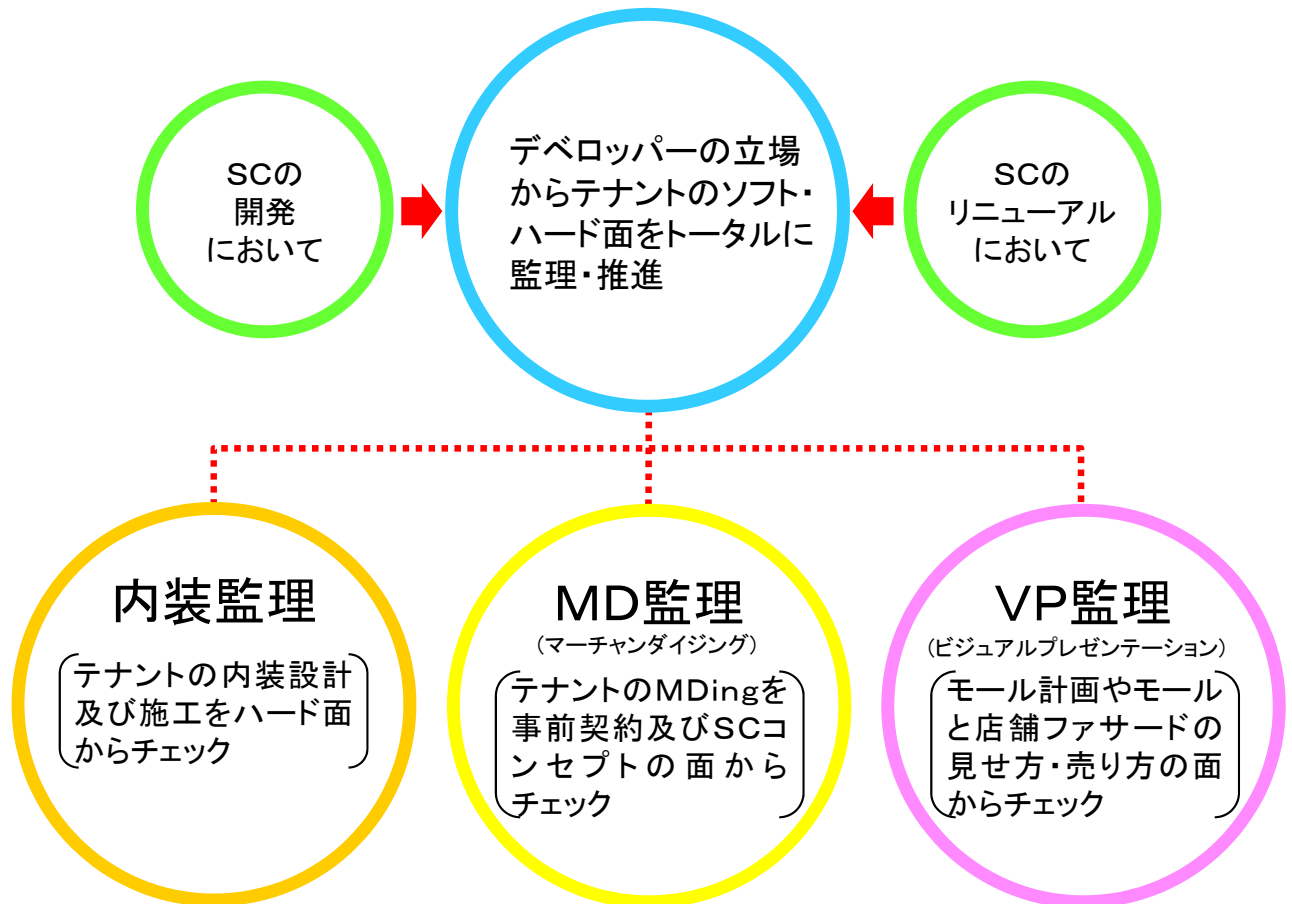 SCの
開発
において
デベロッパーの立場
からテナントのソフト・
ハード面をトータルに
監理・推進
SCの
リニューアル
において
内装監理
テナントの内装設計
及び施工をハード面
からチェック
MD監理
(マーチャンダイジング)
テナントのMDingを
事前契約及びSCコ
ンセプトの面から
チェック
VP監理
(ビジュアルプレゼンテーション)
モール計画やモール
と店舗ファサードの
見せ方・売り方の面
からチェック